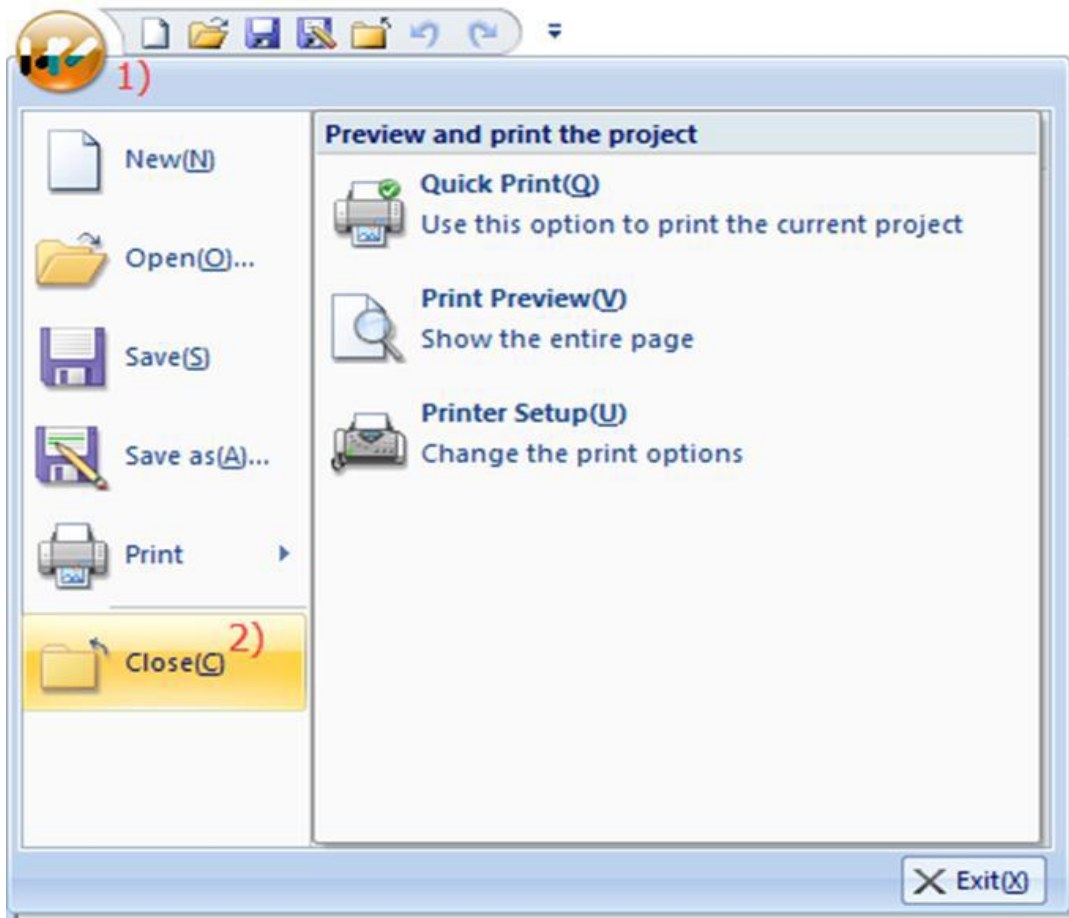 1)
New(N)
Open(O)...
Save(S)
Save as(A)...
Print
Close(C)
2)
Preview and print the project
Quick Print(Q)
Use this option to print the current project
Print Preview(V)
Show the entire page
Printer Setup(U)
Change the print options
Exit(X)